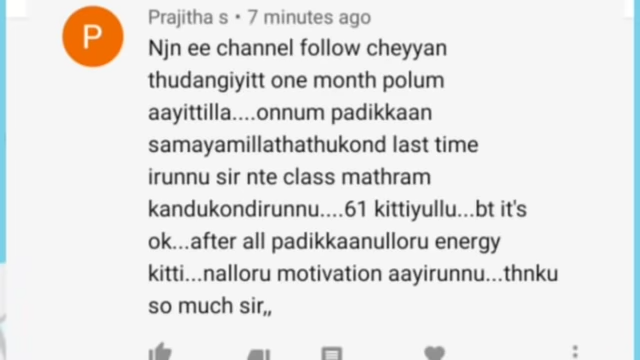 P
Prajitha s • 7 minutes ago
Njn ee channel follow cheyyan
thudangiyitt one month polum
aayittilla....onnum padikkaan
samayamillathathukond last time
irunnu sir nte class mathram
kandukondirunnu....61 kittiyullu...bt it's
ok...after all padikkaanulloru energy
kitti...nalloru motivation aayirunnu...thnku
so much sir,,